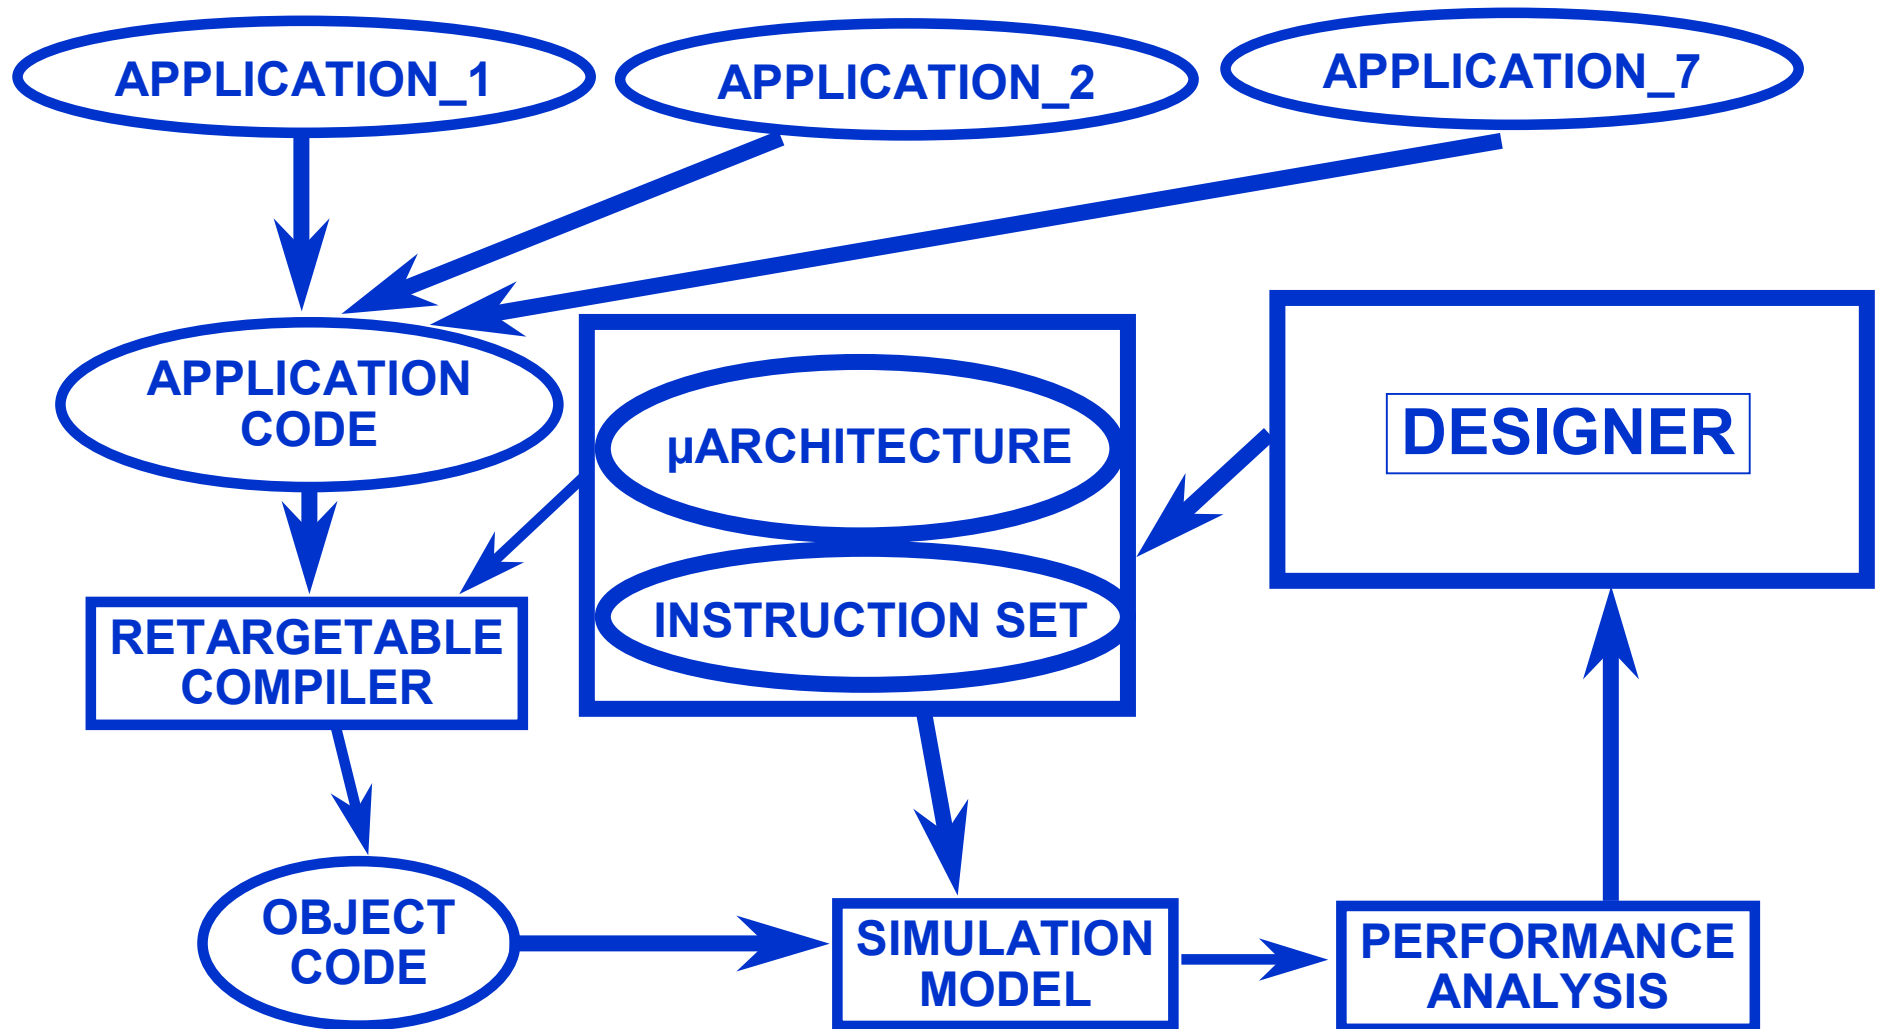 APPLICATION_1
APPLICATION_2
APPLICATION_7
APPLICATION
CODE
µARCHITECTURE
INSTRUCTION SET
DESIGNER
RETARGETABLE
COMPILER
OBJECT
CODE
SIMULATION
MODEL
PERFORMANCE
ANALYSIS